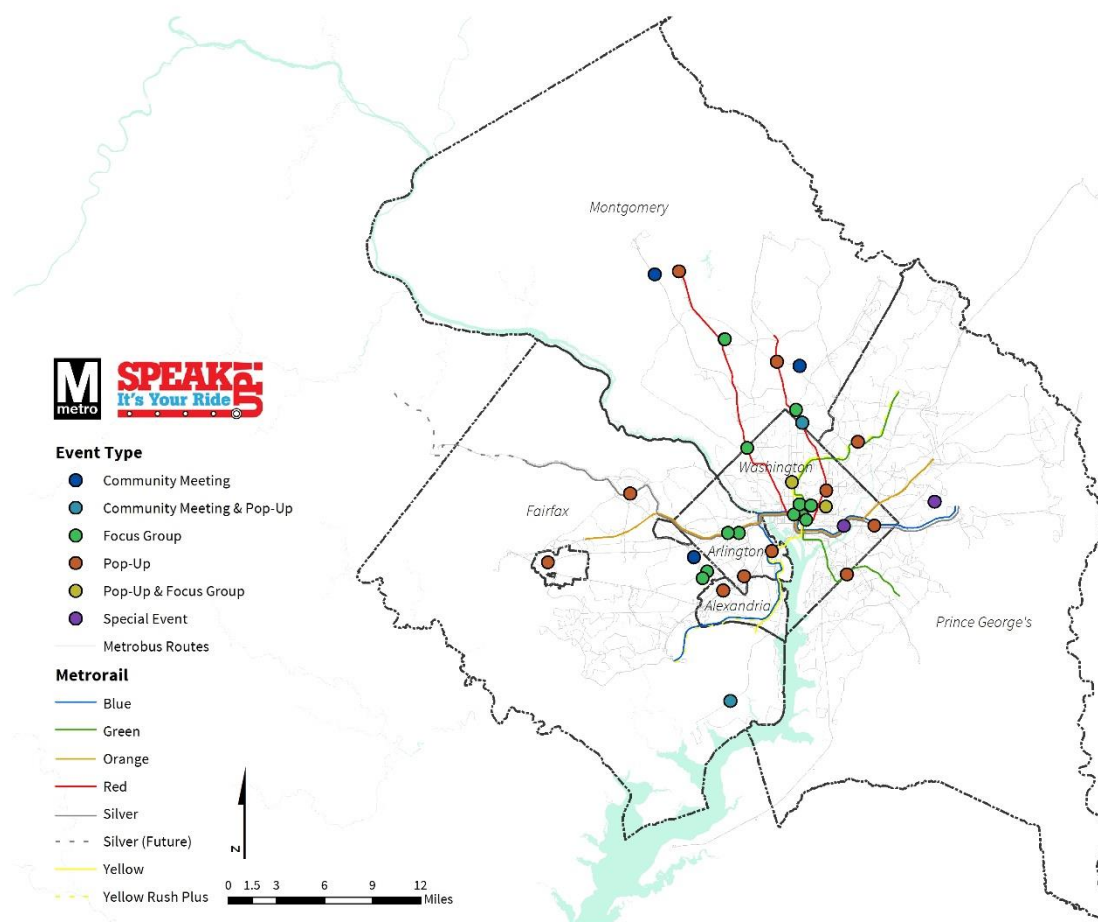 Montgomery
M
metro
SPEAK
UP!
It's Your Ride
Event Type
Community Meeting
Community Meeting & Pop-Up
Focus Group
Pop-Up
Pop-Up & Focus Group
Special Event
Metrobus Routes
Metrorail
Blue
Green
Orange
Red
Silver
Silver (Future)
Yellow
Yellow Rush Plus
Washington
Fairfax
Arlington
Alexandria
Prince George's
N
0 1.5 3 6 9 12
Miles